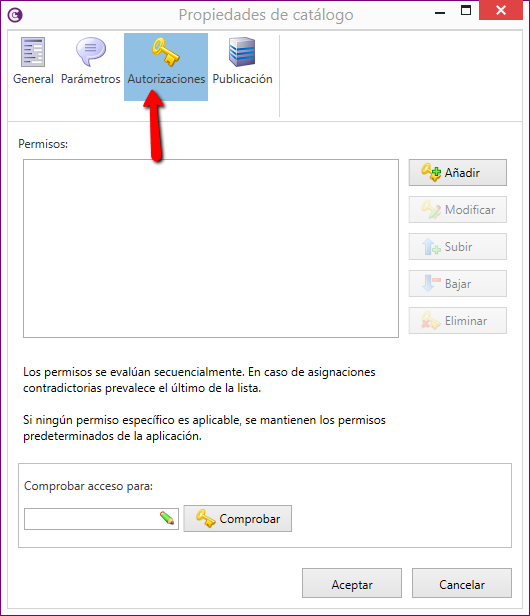 Propiedades de catálogo
General Parámetros Autorizaciones Publicación
Permisos:
Añadir
Modificar
Subir
Bajar
Eliminar
Los permisos se evalúan secuencialmente. En caso de asignaciones
contradictorias prevalece el último de la lista.
Si ningún permiso específico es aplicable, se mantienen los permisos
predeterminados de la aplicación.
Comprobar acceso para:
Comprobar
Aceptar Cancelar